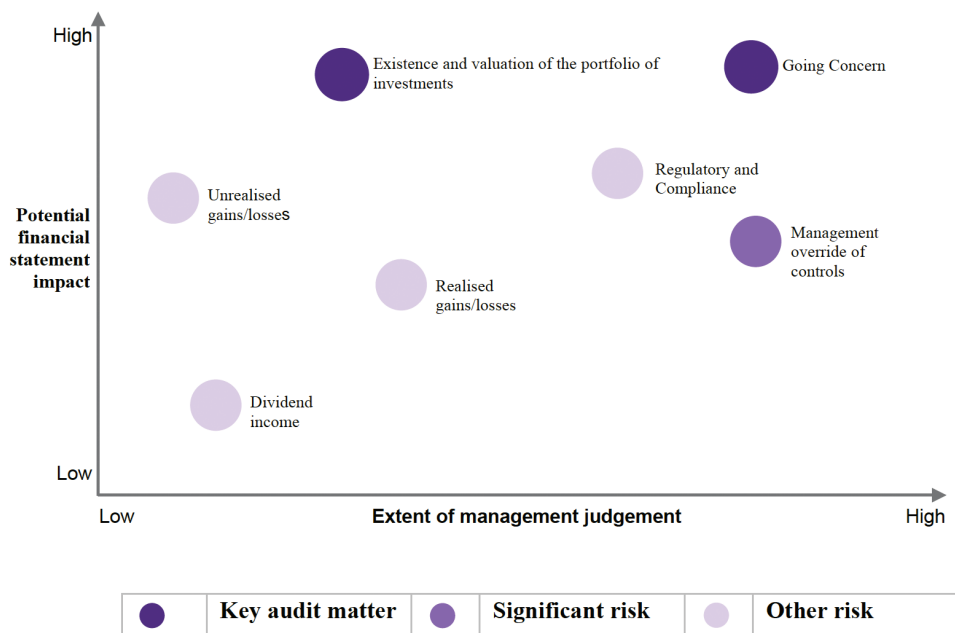 High
Existence and valuation of the portfolio of
investments
Going Concern
Regulatory and
Compliance
Unrealised
gains/losses
Potential
financial
statement
impact
Management
override of
controls
Realised
gains/losses
Dividend
income
Low
Low
Extent of management judgement
High
Key audit matter
Significant risk
Other risk